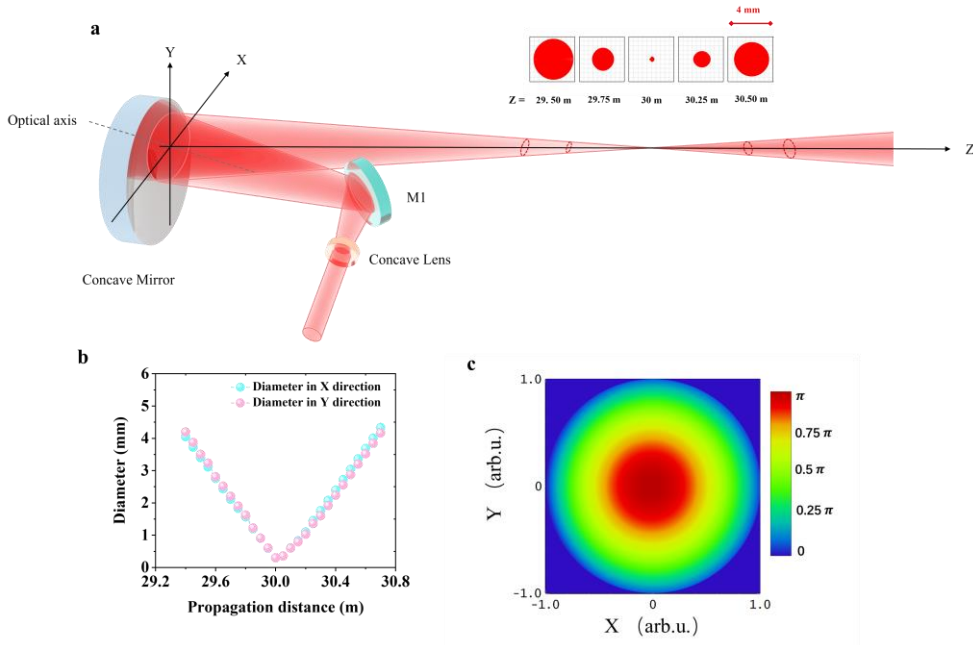 a
4 mm
Y
X
Z = 29. 50 m 29.75 m 30 m 30.25 m 30.50 m
Optical axis
Z
M1
Concave Lens
Concave Mirror
b
Diameter (mm)
6
5
4
3
2
1
0
Diameter in X direction
Diameter in Y direction
29.2 29.6 30.0 30.4 30.8
Propagation distance (m)
c
Y (arb.u.)
1.0
0
-1.0
-1.0 0 1.0
X (arb.u.)
π
0.75 π
0.5 π
0.25 π
0